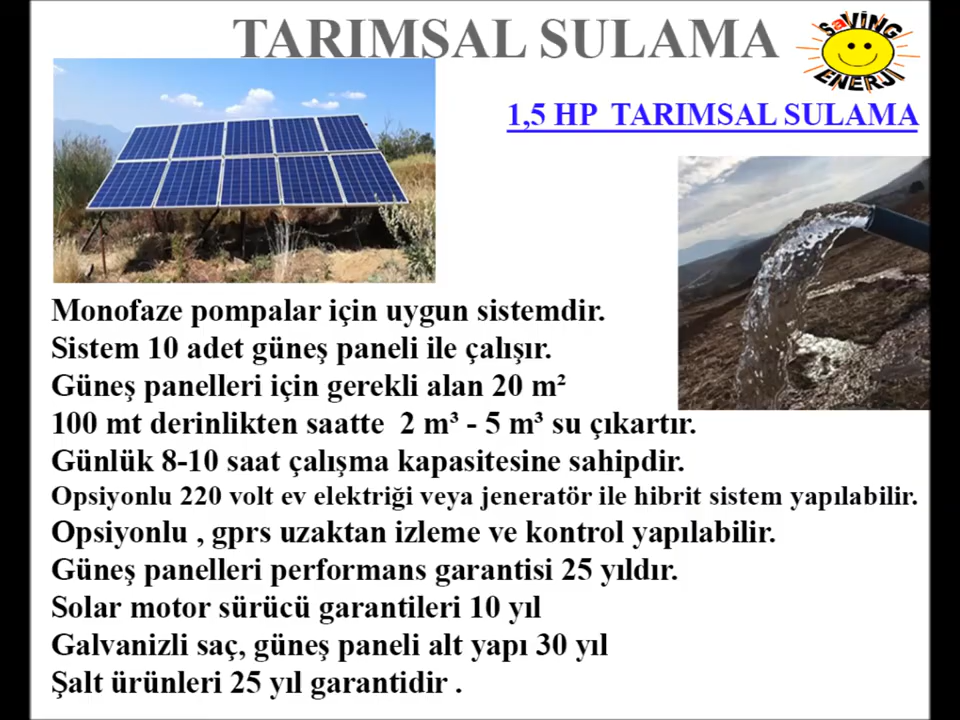 TARIMSAL SULAMA
SaVİNG
ENERJİ
1,5 HP TARIMSAL SULAMA
Monofaze pompalar için uygun sistemdir.
Sistem 10 adet güneş paneli ile çalışır.
Güneş panelleri için gerekli alan 20 m²
100 mt derinlikten saatte 2 m³ - 5 m³ su çıkartır.
Günlük 8-10 saat çalışma kapasitesine sahipdir.
Opsiyonlu 220 volt ev elektriği veya jeneratör ile hibrit sistem yapılabilir.
Opsiyonlu , gprs uzaktan izleme ve kontrol yapılabilir.
Güneş panelleri performans garantisi 25 yıldır.
Solar motor sürücü garantileri 10 yıl
Galvanizli saç, güneş paneli alt yapı 30 yıl
Şalt ürünleri 25 yıl garantidir .